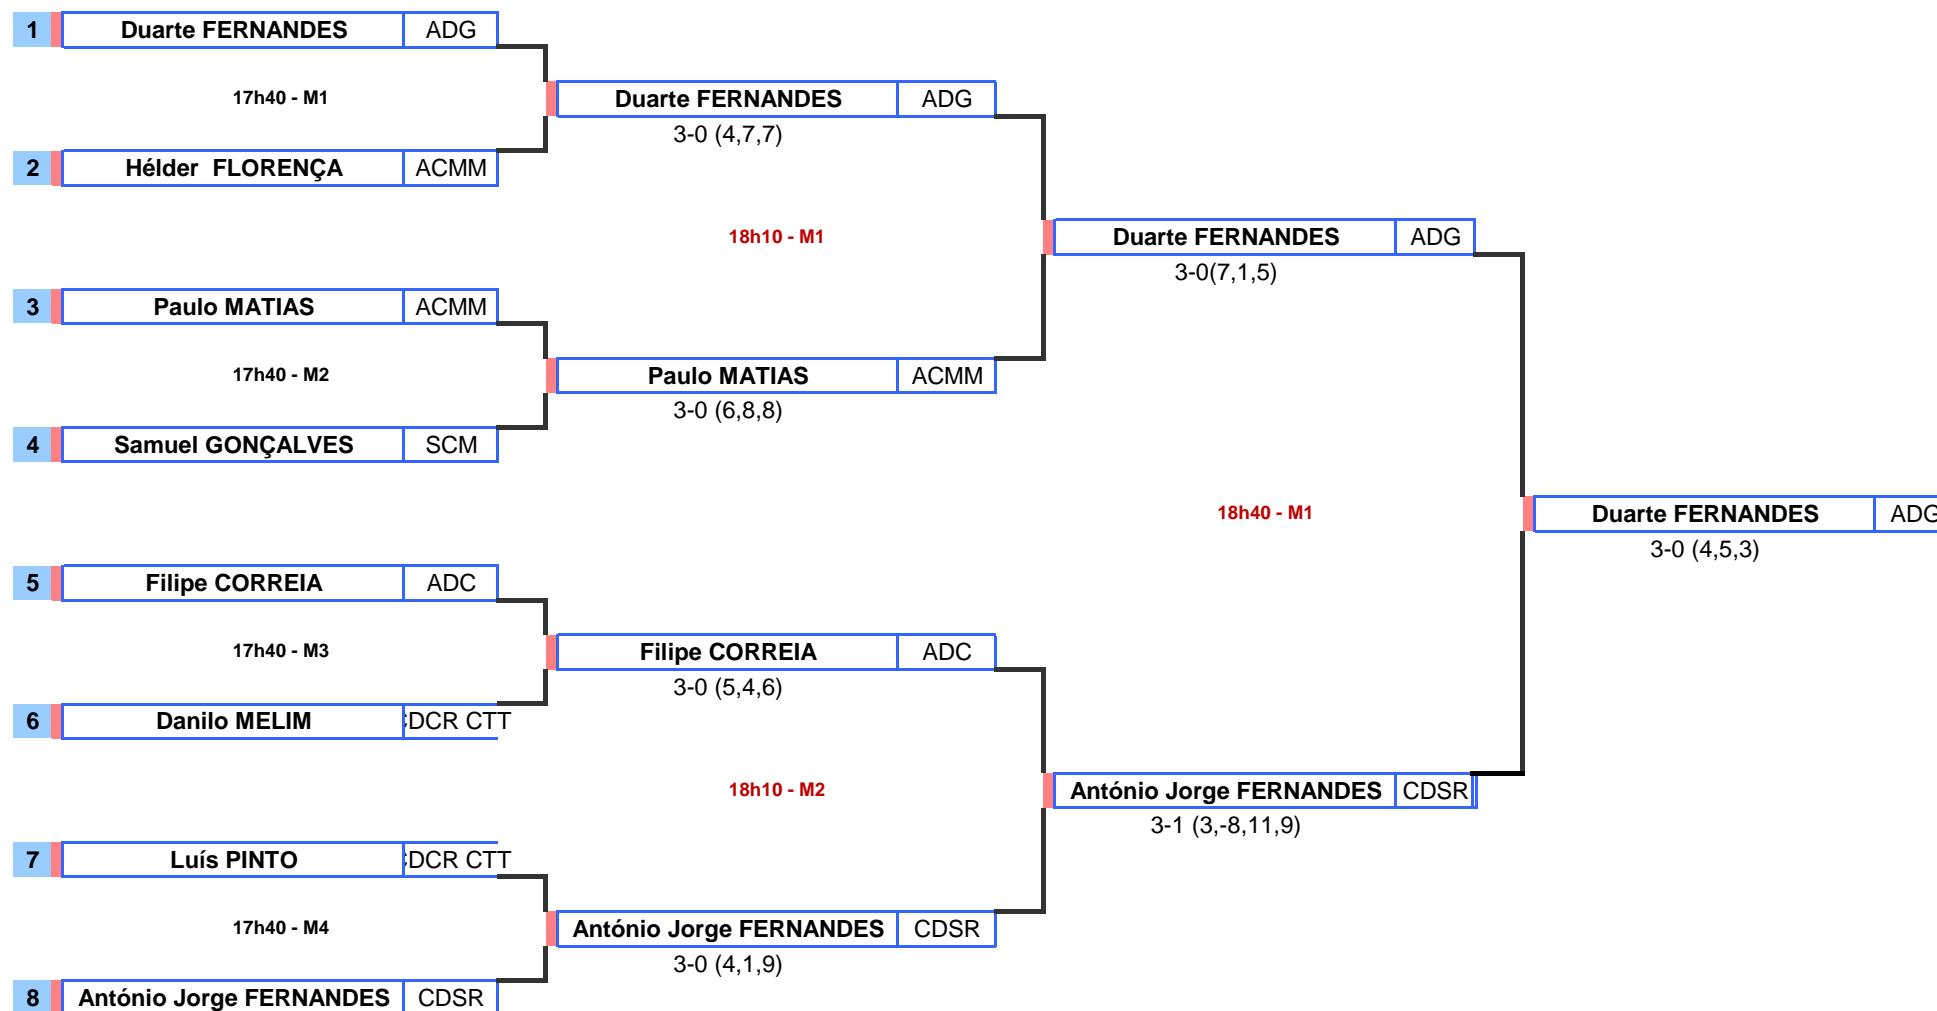 1 Duarte FERNANDES ADG
17h40 - M1
Duarte FERNANDES ADG
3-0 (4,7,7)
2 Hélder  FLORENÇA ACMM
18h10 - M1
Duarte FERNANDES ADG
3-0(7,1,5)
3 Paulo MATIAS ACMM
17h40 - M2
Paulo MATIAS ACMM
3-0 (6,8,8)
4 Samuel GONÇALVES SCM
18h40 - M1
Duarte FERNANDES ADG
3-0 (4,5,3)
5 Filipe CORREIA ADC
17h40 - M3
Filipe CORREIA ADC
3-0 (5,4,6)
6 Danilo MELIM CDCR CTT
18h10 - M2
António Jorge FERNANDES CDSR
3-1 (3,-8,11,9)
7 Luís PINTO CDCR CTT
17h40 - M4
António Jorge FERNANDES CDSR
3-0 (4,1,9)
8 António Jorge FERNANDES CDSR